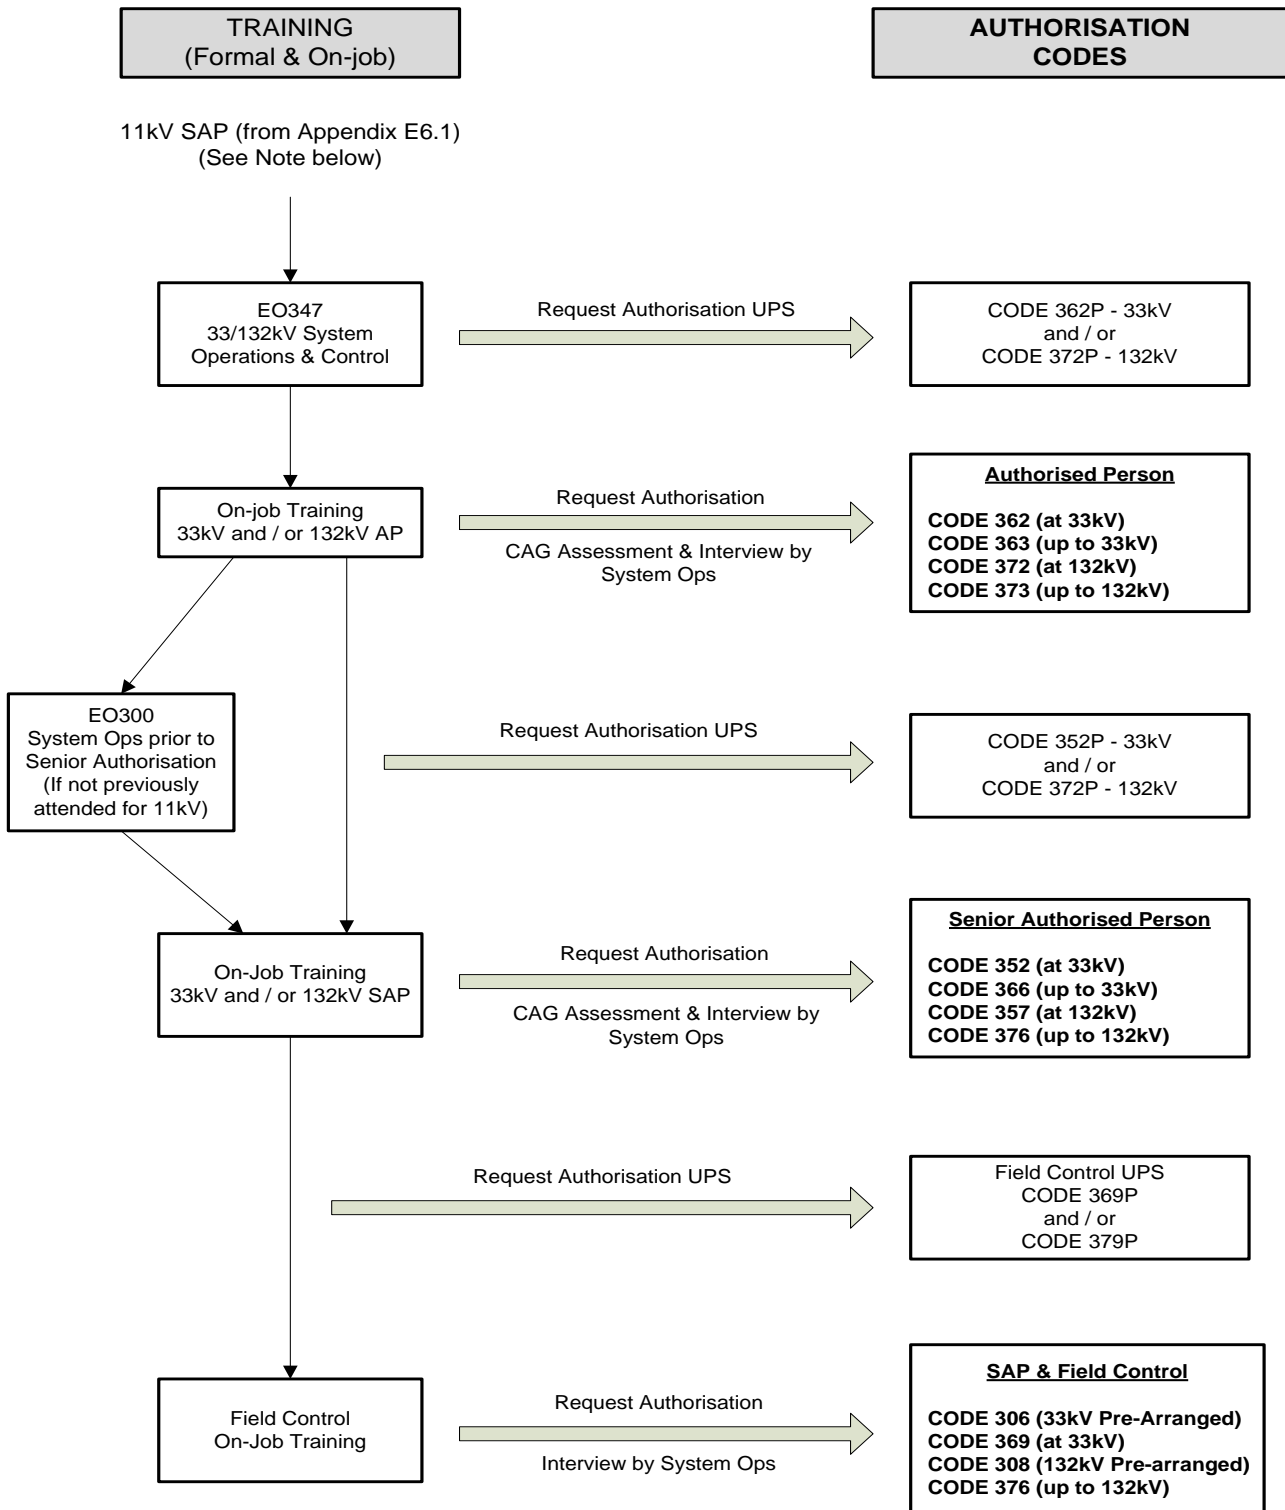 TRAINING
(Formal & On-job)
AUTHORISATION
CODES
11kV SAP (from Appendix E6.1)
(See Note below)
EO347
33/132kV System
Operations & Control
Request Authorisation UPS
CODE 362P - 33kV
and / or
CODE 372P - 132kV
On-job Training
33kV and / or 132kV AP
Request Authorisation
CAG Assessment & Interview by
System Ops
Authorised Person
CODE 362 (at 33kV)
CODE 363 (up to 33kV)
CODE 372 (at 132kV)
CODE 373 (up to 132kV)
EO300
System Ops prior to
Senior Authorisation
(If not previously
attended for 11kV)
Request Authorisation UPS
CODE 352P - 33kV
and / or
CODE 372P - 132kV
On-Job Training
33kV and / or 132kV SAP
Request Authorisation
CAG Assessment & Interview by
System Ops
Senior Authorised Person
CODE 352 (at 33kV)
CODE 366 (up to 33kV)
CODE 357 (at 132kV)
CODE 376 (up to 132kV)
Request Authorisation UPS
Field Control UPS
CODE 369P
and / or
CODE 379P
Field Control
On-Job Training
Request Authorisation
Interview by System Ops
SAP & Field Control
CODE 306 (33kV Pre-Arranged)
CODE 369 (at 33kV)
CODE 308 (132kV Pre-arranged)
CODE 376 (up to 132kV)